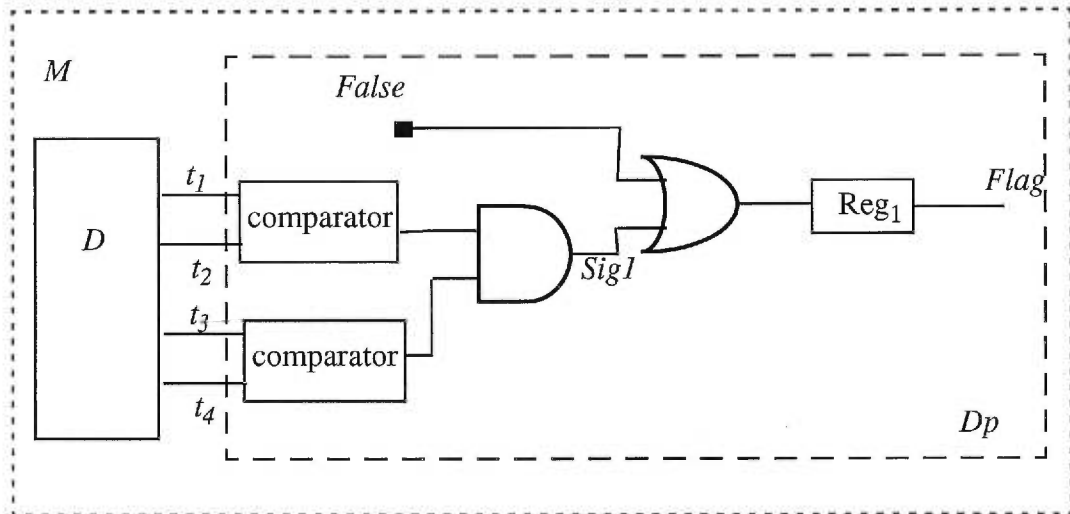 M
False
t1
comparator
Flag
Reg1
D
t2
Sig1
t3
comparator
t4
Dp